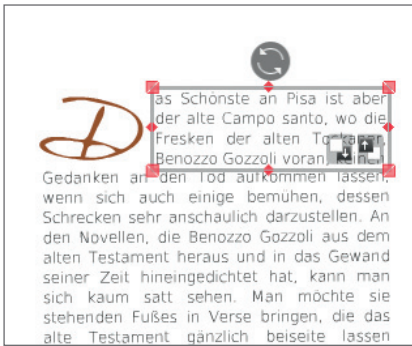 Das Schönste an Pisa ist aber
der alte Campo santo, wo die
Fresken der alten Toskaner,
Benozzo Gozzoli voran, keinen
Gedanken an den Tod aufkommen lassen,
wenn sich auch einige bemühen, dessen
Schrecken sehr anschaulich darzustellen. An
den Novellen, die Benozzo Gozzoli aus dem
alten Testament heraus und in das Gewand
seiner Zeit hineingedichtet hat, kann man
sich kaum satt sehen. Man möchte sie
stehenden Fußes in Verse bringen, die das
alte Testament gänzlich beiseite lassen